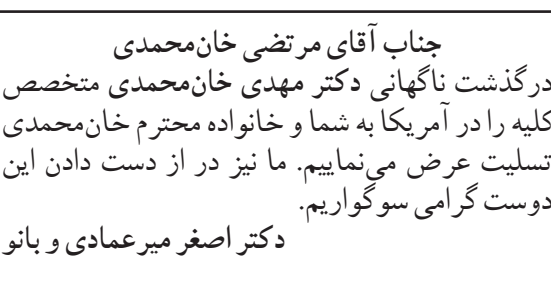 جناب آقای مرتضی خان‌محمدی
درگذشت ناگهانی دکتر مهدی خان‌محمدی متخصص
کلیه را در آمریکا به شما و خانواده محترم خان‌محمدی
تسلیت عرض می‌نماییم. ما نیز در از دست دادن این
دوست گرامی سوگواریم.
دکتر اصغر میرعمادی و بانو